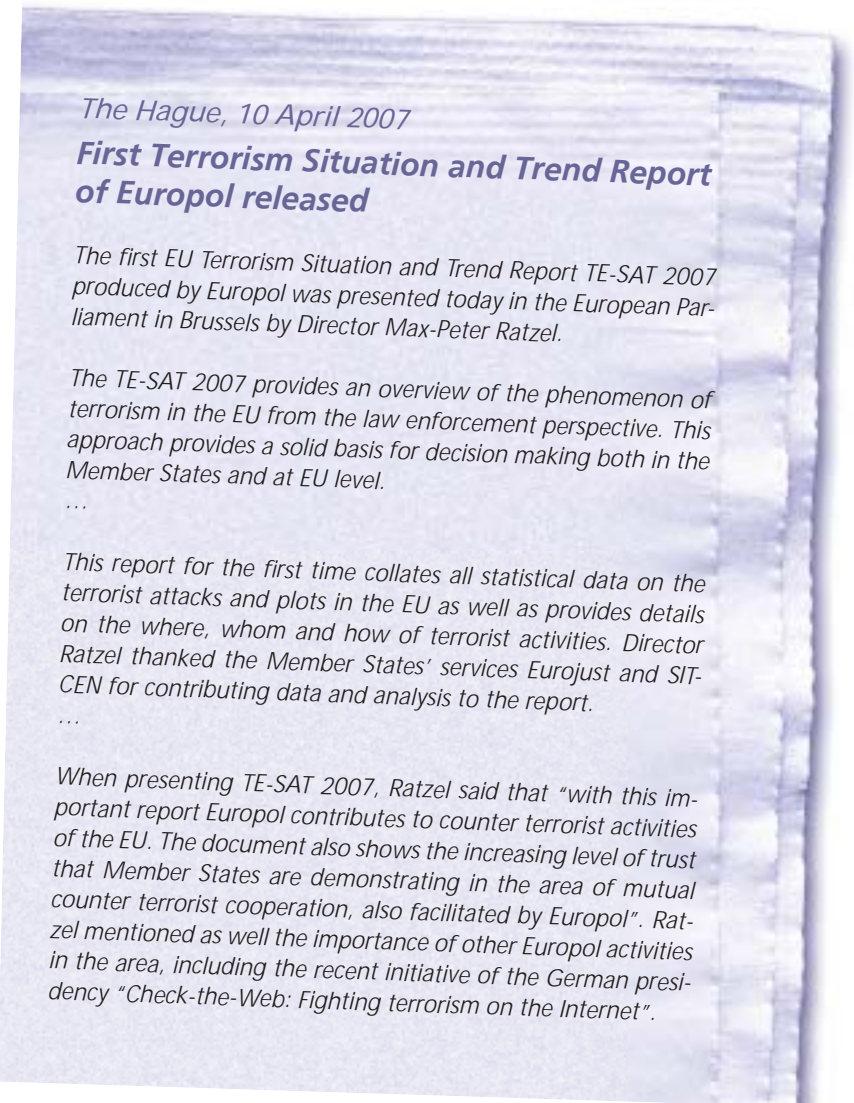 The Hague, 10 April 2007
First Terrorism Situation and Trend Report
of Europol released
The first EU Terrorism Situation and Trend Report TE-SAT 2007
produced by Europol was presented today in the European Par-
liament in Brussels by Director Max-Peter Ratzel.
The TE-SAT 2007 provides an overview of the phenomenon of
terrorism in the EU from the law enforcement perspective. This
approach provides a solid basis for decision making both in the
Member States and at EU level.
…
This report for the first time collates all statistical data on the
terrorist attacks and plots in the EU as well as provides details
on the where, whom and how of terrorist activities. Director
Ratzel thanked the Member States’ services Eurojust and SIT-
CEN for contributing data and analysis to the report.
…
When presenting TE-SAT 2007, Ratzel said that “with this im-
portant report Europol contributes to counter terrorist activities
of the EU. The document also shows the increasing level of trust
that Member States are demonstrating in the area of mutual
counter terrorist cooperation, also facilitated by Europol”. Rat-
zel mentioned as well the importance of other Europol activities
in the area, including the recent initiative of the German presi-
dency “Check-the-Web: Fighting terrorism on the Internet”.